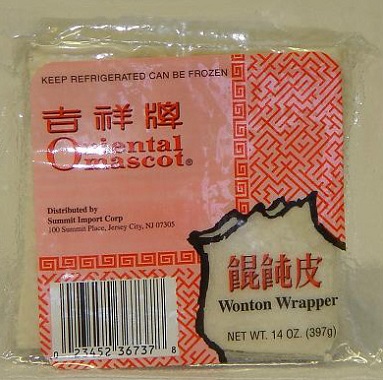 KEEP REFRIGERATED CAN BE FROZEN
吉祥牌
Oriental
mascot®
Distributed by
Summit Import Corp
100 Summit Place, Jersey City, NJ 07305
餛飩皮
Wonton Wrapper
NET WT. 14 OZ. (397g)
0 23452 36737 8